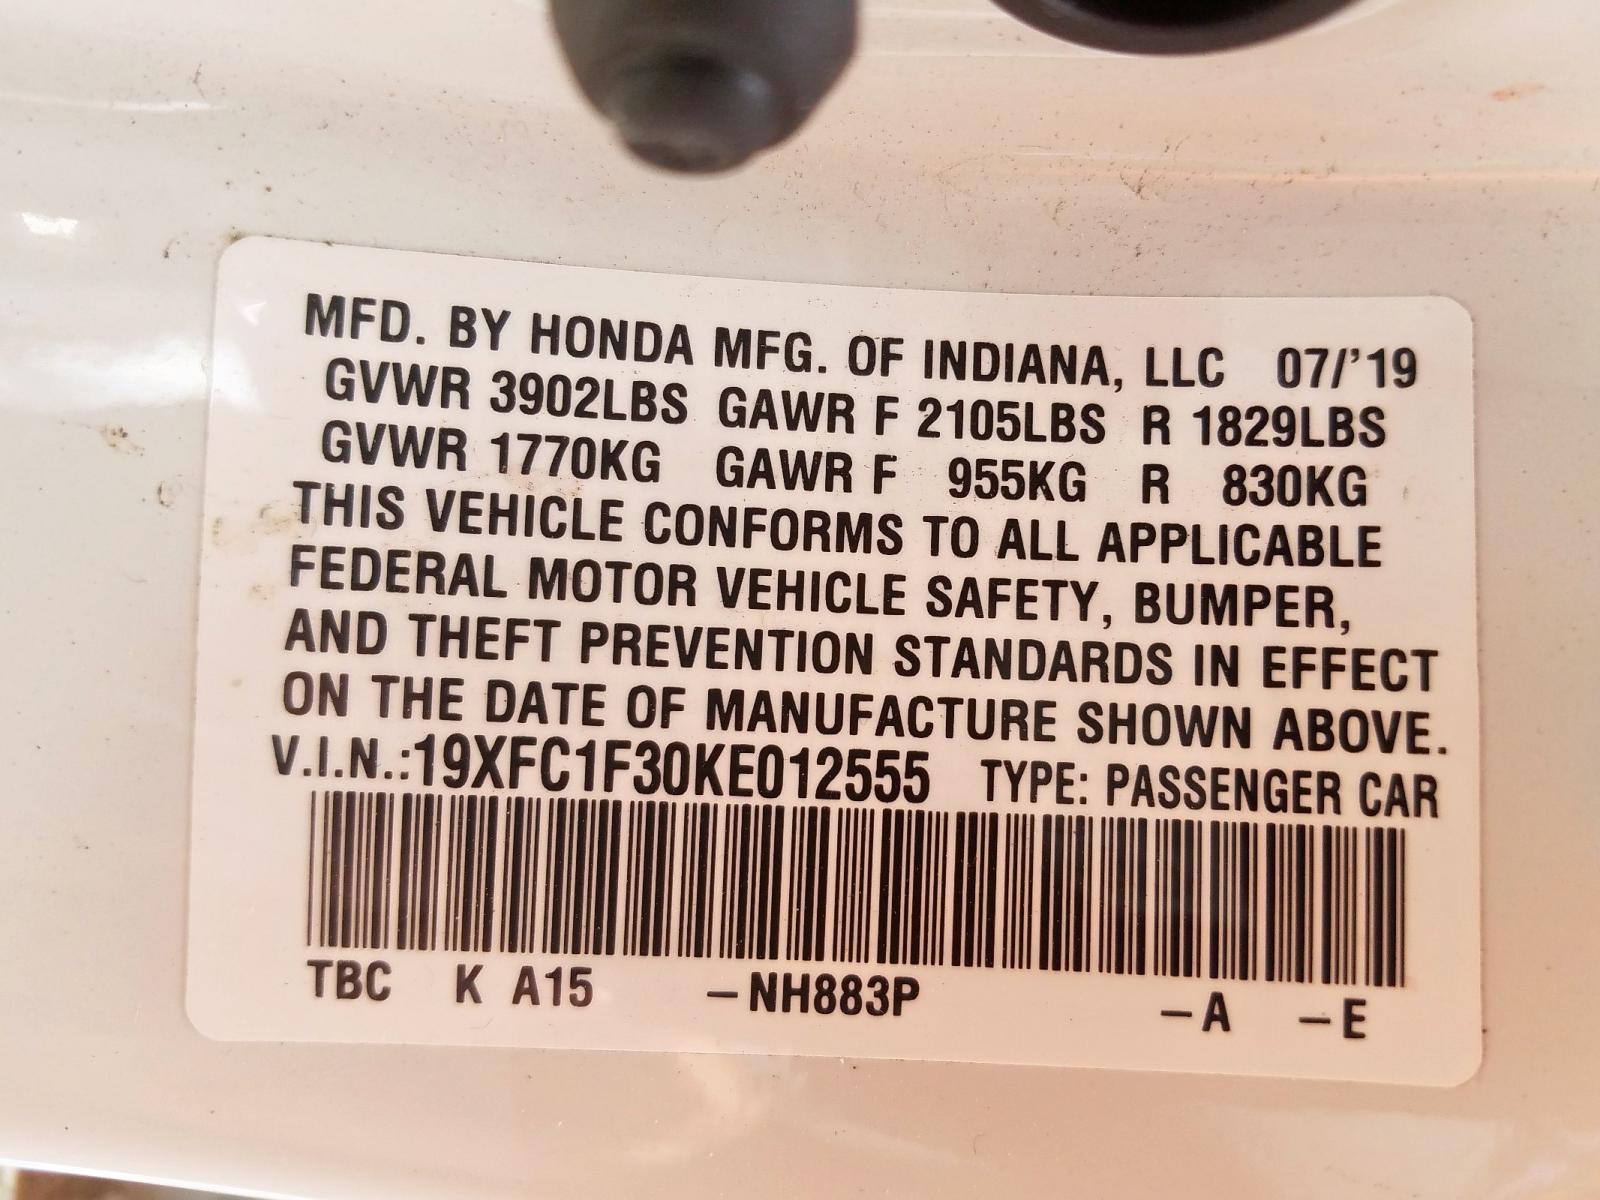 MFD. BY HONDA MFG. OF INDIANA, LLC 07/'19
GVWR 3902LBS GAWR F 2105LBS R 1829LBS
GVWR 1770KG GAWR F 955KG R 830KG
THIS VEHICLE CONFORMS TO ALL APPLICABLE
FEDERAL MOTOR VEHICLE SAFETY, BUMPER,
AND THEFT PREVENTION STANDARDS IN EFFECT
ON THE DATE OF MANUFACTURE SHOWN ABOVE.
V.I.N.:19XFC1F30KE012555 TYPE: PASSENGER CAR
TBC K A15 –NH883P –A –E